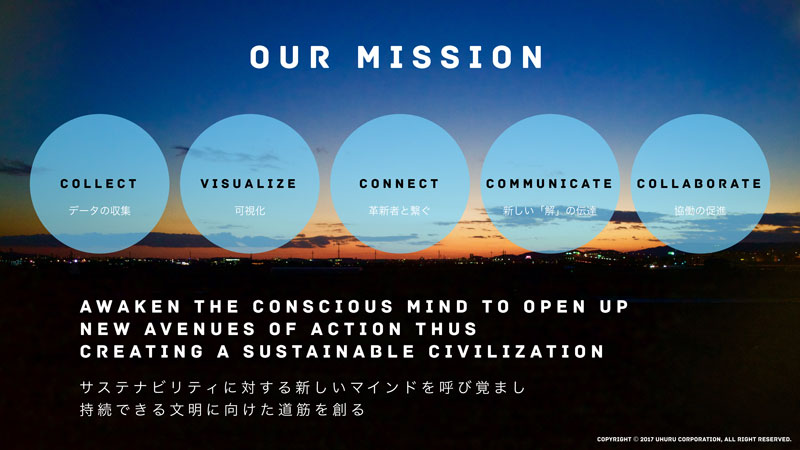 OUR MISSION
COLLECT
データの収集
VISUALIZE
可視化
CONNECT
革新者と繋ぐ
COMMUNICATE
新しい「解」の伝達
COLLABORATE
協働の促進
AWAKEN THE CONSCIOUS MIND TO OPEN UP
NEW AVENUES OF ACTION THUS
CREATING A SUSTAINABLE CIVILIZATION
サステナビリティに対する新しいマインドを呼び覚まし
持続できる文明に向けた道筋を創る
COPYRIGHT © 2017 UHURU CORPORATION, ALL RIGHT RESERVED.